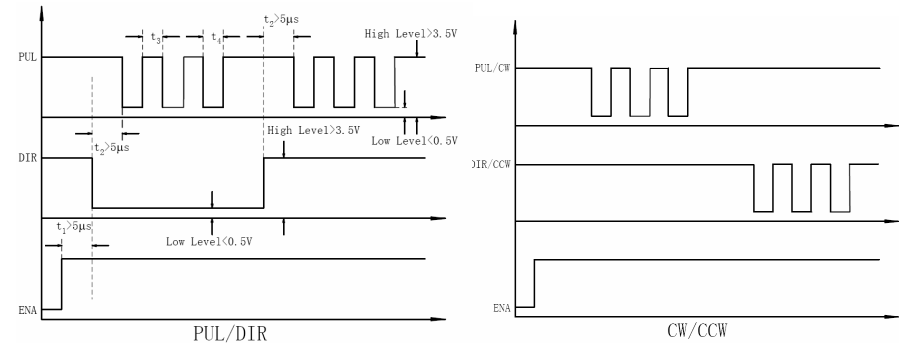 t2>5μs
t3
t4
High Level>3.5V
PUL
Low Level<0.5V
t2>5μs
High Level>3.5V
DIR
t1>5μs
Low Level<0.5V
ENA
PUL/DIR
PUL/CW
DIR/CCW
ENA
CW/CCW